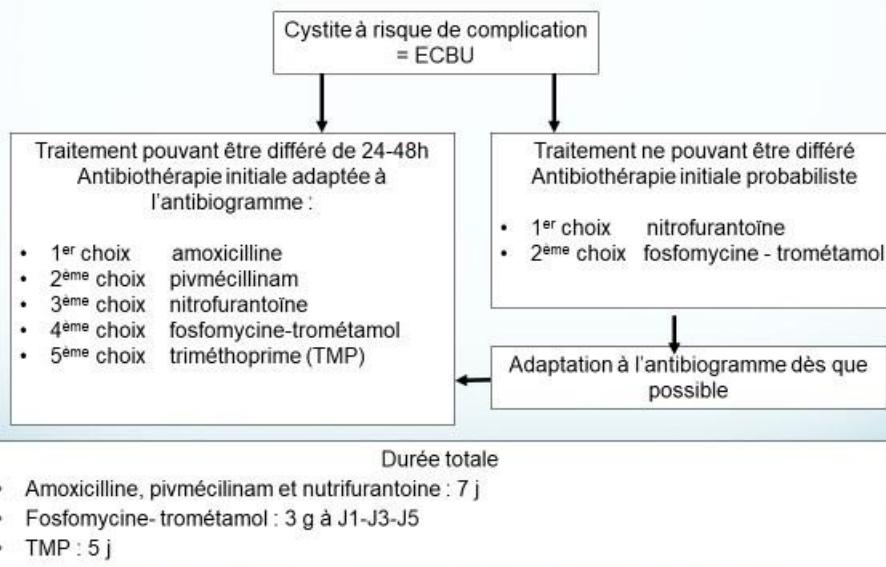 Cystite à risque de complication
= ECBU
Traitement pouvant être différé de 24-48h
Antibiothérapie initiale adaptée à
l'antibiogramme :
• 1er choix amoxicilline
• 2ème choix pivmécillinam
• 3ème choix nitrofurantoïne
• 4ème choix fosfomycine-trométamol
• 5ème choix triméthoprime (TMP)
Traitement ne pouvant être différé
Antibiothérapie initiale probabiliste
• 1er choix nitrofurantoïne
• 2ème choix fosfomycine - trométamol
Adaptation à l'antibiogramme dès que
possible
Durée totale
• Amoxicilline, pivmécilinam et nutrifurantoine : 7 j
• Fosfomycine- trométamol : 3 g à J1-J3-J5
• TMP : 5 j